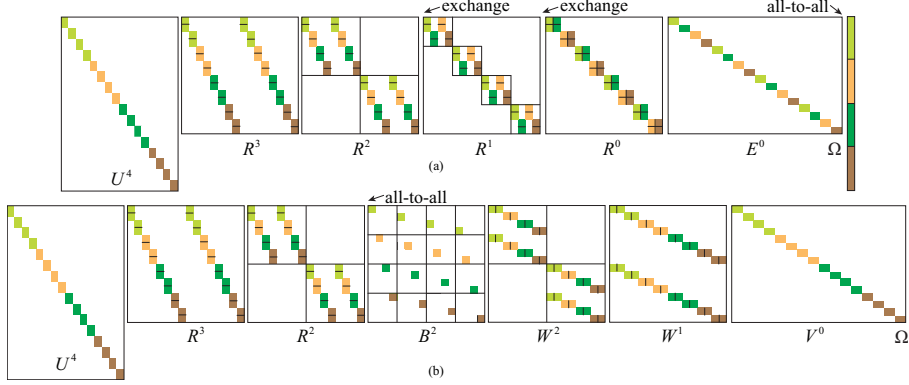 exchange exchange all-to-all
U⁴ R³ R² R¹ R⁰ E⁰ Ω
(a)
all-to-all
U⁴ R³ R² B² W² W¹ V⁰ Ω
(b)